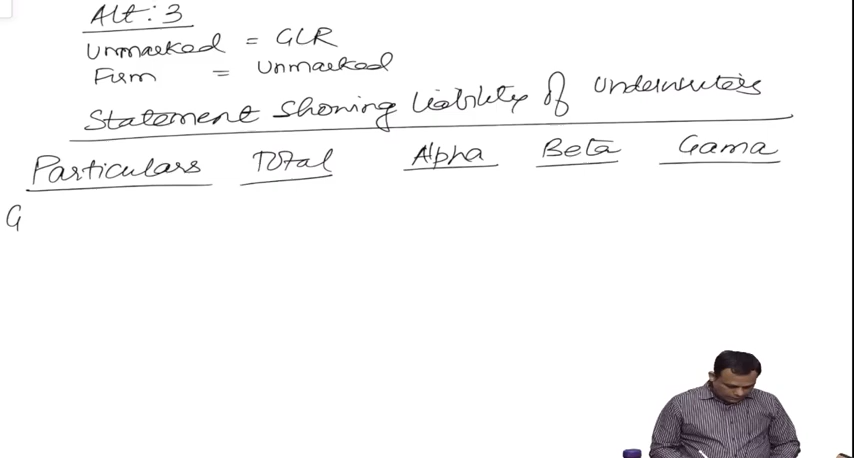 Alt: 3
Unmarked = GLR
Firm = Unmarked
Statement Showing liability of Underwriters
Particulars Total Alpha Beta Gama
G